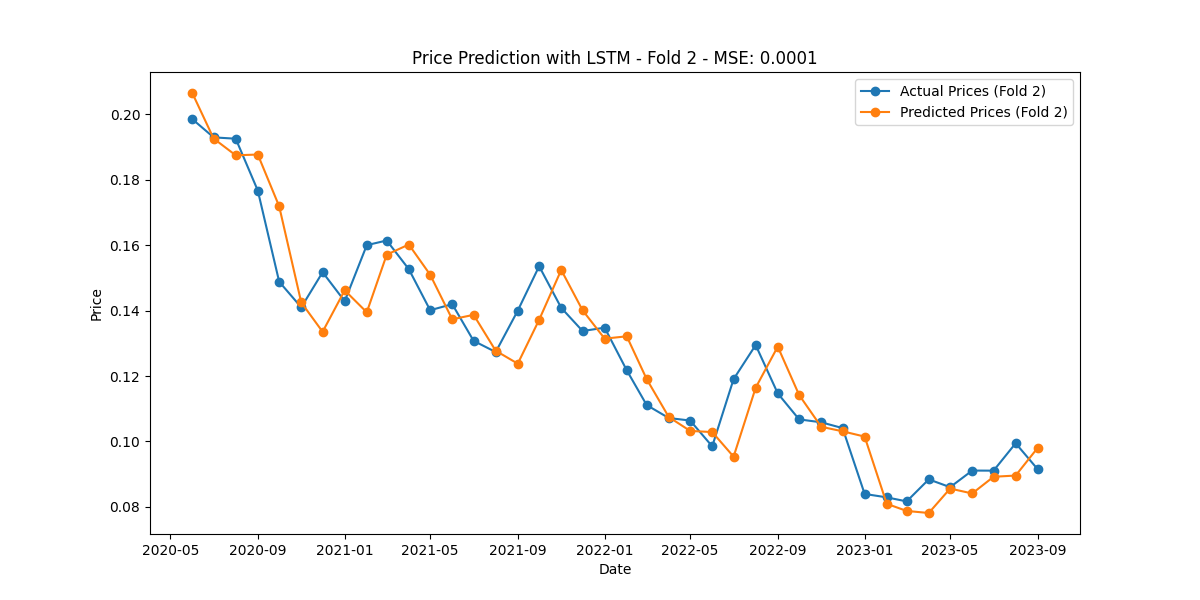 Price Prediction with LSTM - Fold 2 - MSE: 0.0001
Actual Prices (Fold 2)
Predicted Prices (Fold 2)
Price
0.20
0.18
0.16
0.14
0.12
0.10
0.08
2020-05 2020-09 2021-01 2021-05 2021-09 2022-01 2022-05 2022-09 2023-01 2023-05 2023-09
Date